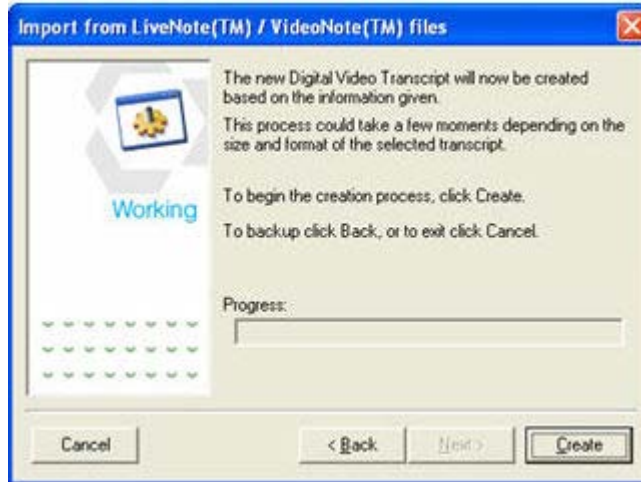 Import from LiveNote(TM) / VideoNote(TM) files
The new Digital Video Transcript will now be created
based on the information given.
This process could take a few moments depending on the
size and format of the selected transcript.
Working
To begin the creation process, click Create.
To backup click Back, or to exit click Cancel.
Progress:
Cancel
< Back
Next >
Create